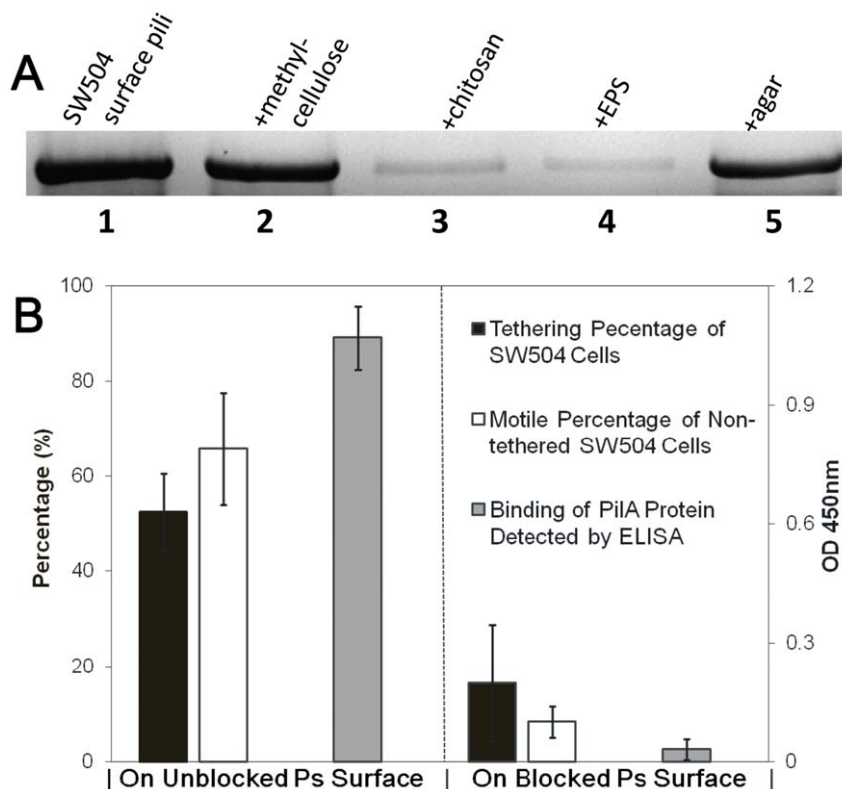 A
SW504
surface pili
+methyl-
cellulose
+chitosan
+EPS
+agar
1 2 3 4 5
B
100
80
60
40
20
0
Percentage (%)
1.2
0.9
0.6
0.3
0
OD 450nm
Tethering Pecentage of
SW504 Cells
Motile Percentage of Non-
tethered SW504 Cells
Binding of PilA Protein
Detected by ELISA
On Unblocked Ps Surface
On Blocked Ps Surface